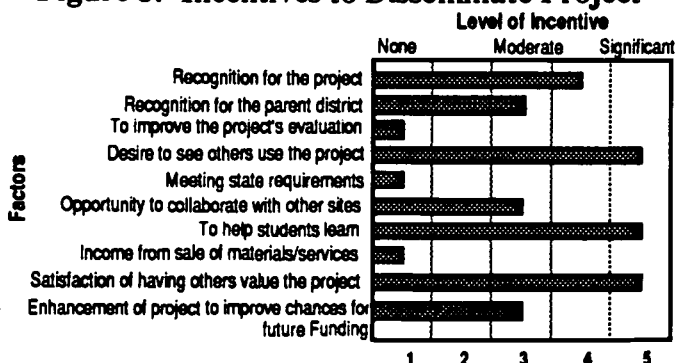 Level of Incentive
None Moderate Significant
Factors
Recognition for the project
Recognition for the parent district
To improve the project's evaluation
Desire to see others use the project
Meeting state requirements
Opportunity to collaborate with other sites
To help students learn
Income from sale of materials/services
Satisfaction of having others value the project
Enhancement of project to improve chances for
future Funding
1 2 3 4 5